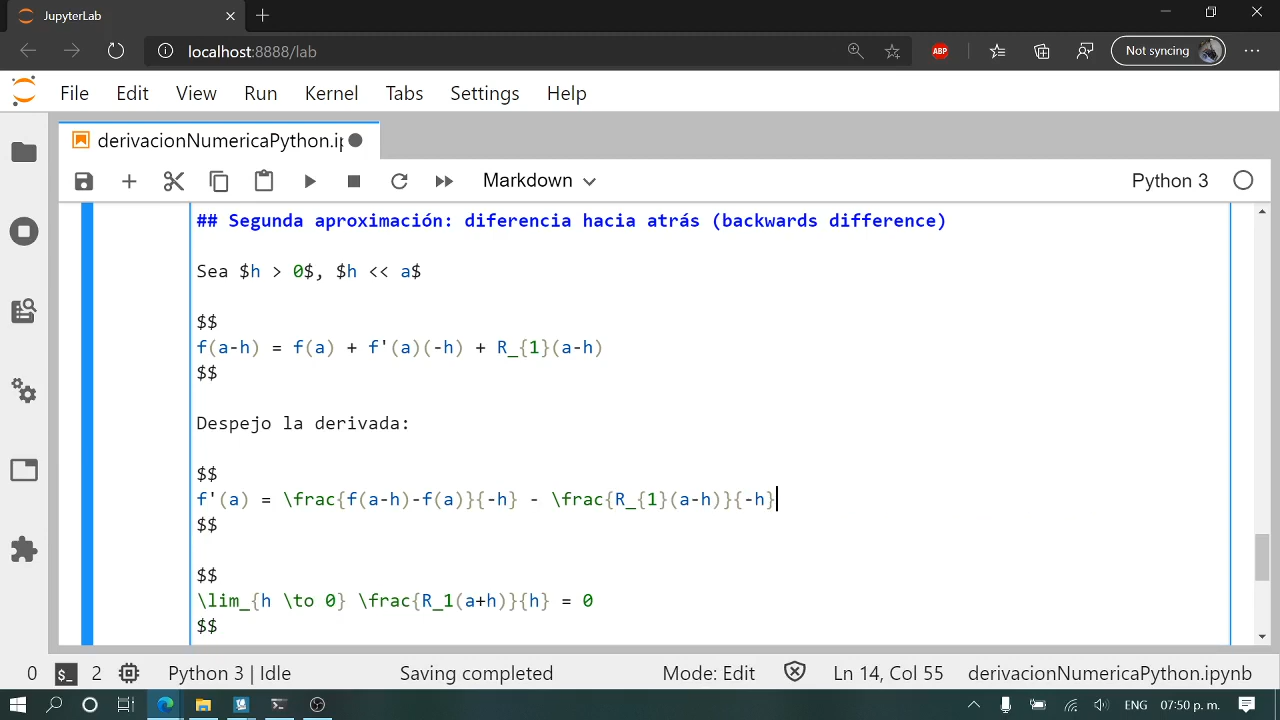 JupyterLab
localhost:8888/lab
ABP
Not syncing
File Edit View Run Kernel Tabs Settings Help
derivacionNumericaPython.ip
Markdown
Python 3
## Segunda aproximación: diferencia hacia atrás (backwards difference)
Sea $h > 0$, $h << a$
$$
f(a-h) = f(a) + f'(a)(-h) + R_{1}(a-h)
$$
Despejo la derivada:
$$
f'(a) = \frac{f(a-h)-f(a)}{-h} - \frac{R_{1}(a-h)}{-h}
$$
$$
\lim_{h \to 0} \frac{R_1(a+h)}{h} = 0
$$
0 $_ 2 Python 3 | Idle Saving completed Mode: Edit Ln 14, Col 55 derivacionNumericaPython.ipynb
ENG 07:50 p. m.